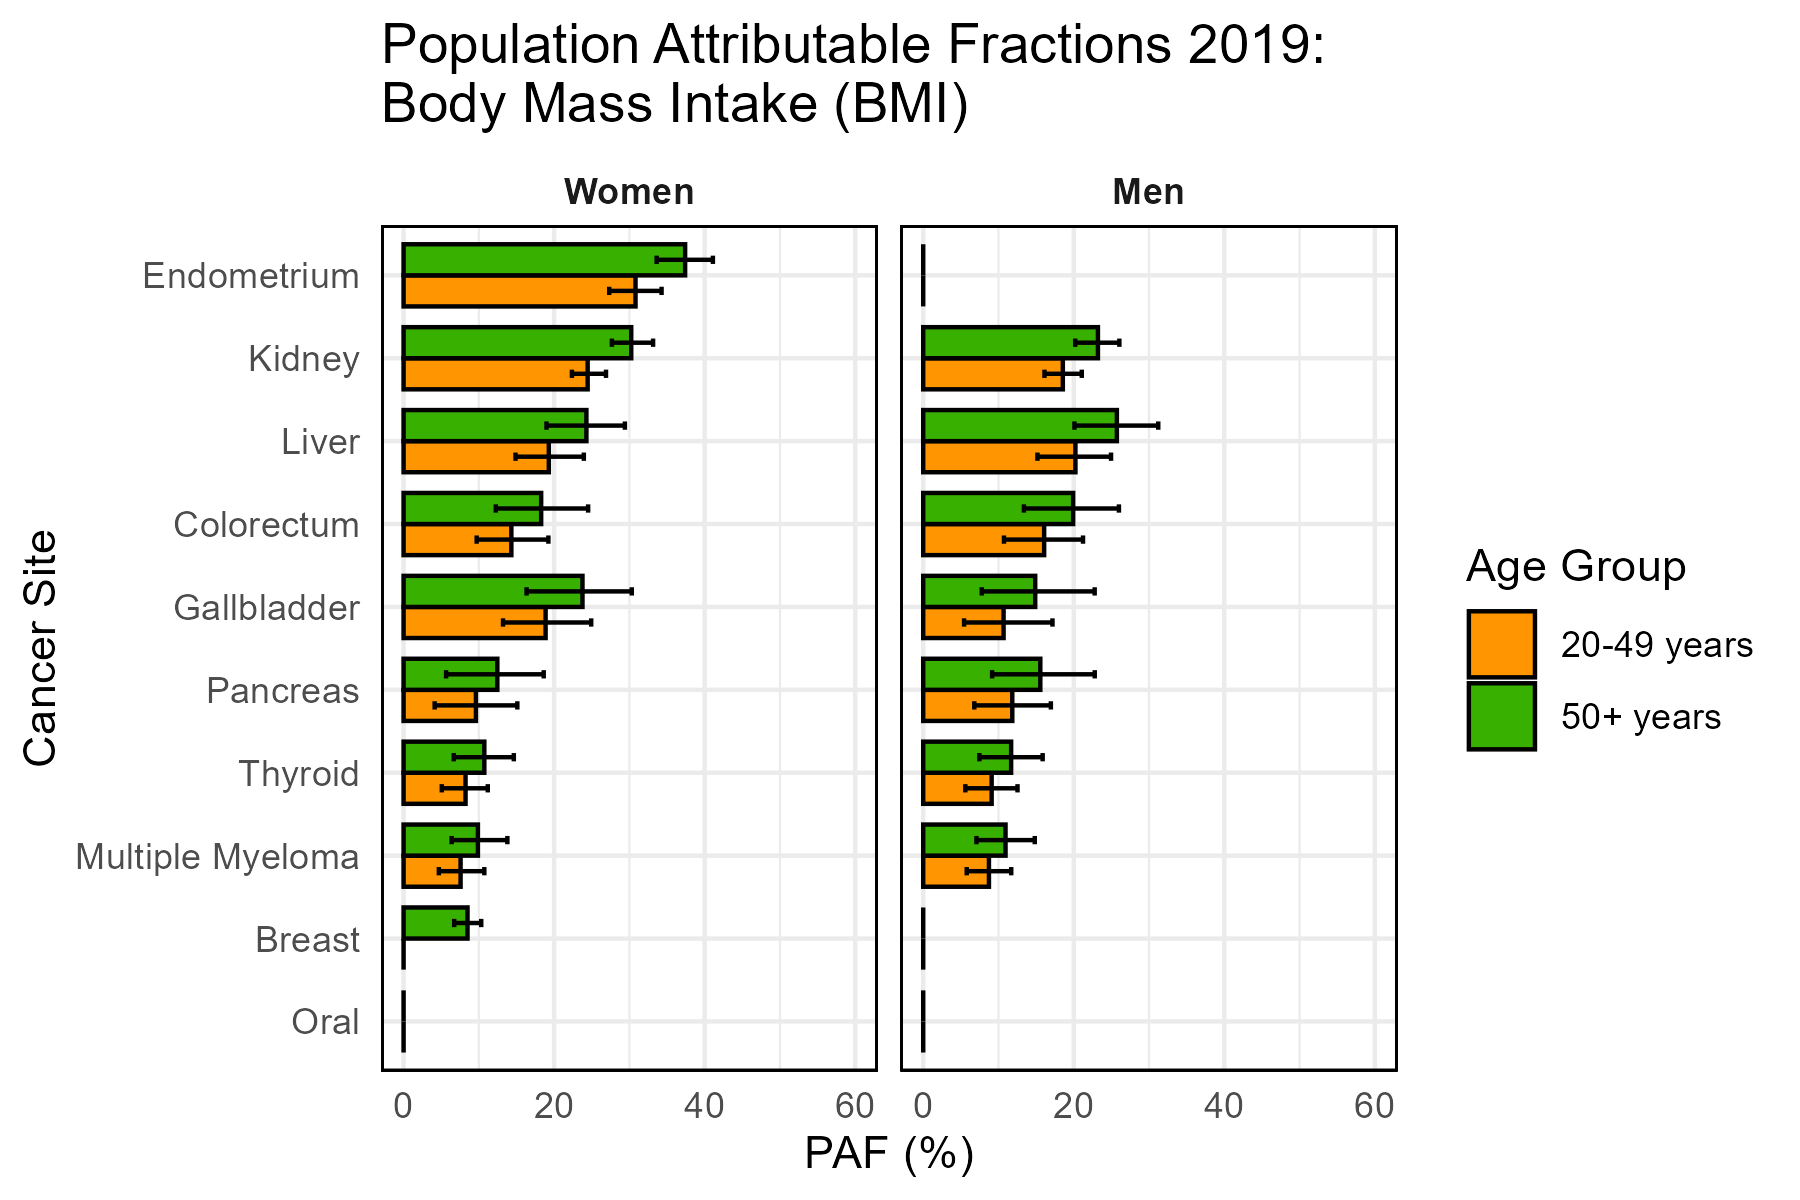 Population Attributable Fractions 2019:
Body Mass Intake (BMI)
Women
Men
Cancer Site
Endometrium
Kidney
Liver
Colorectum
Gallbladder
Pancreas
Thyroid
Multiple Myeloma
Breast
Oral
0 20 40 60
0 20 40 60
PAF (%)
Age Group
20-49 years
50+ years